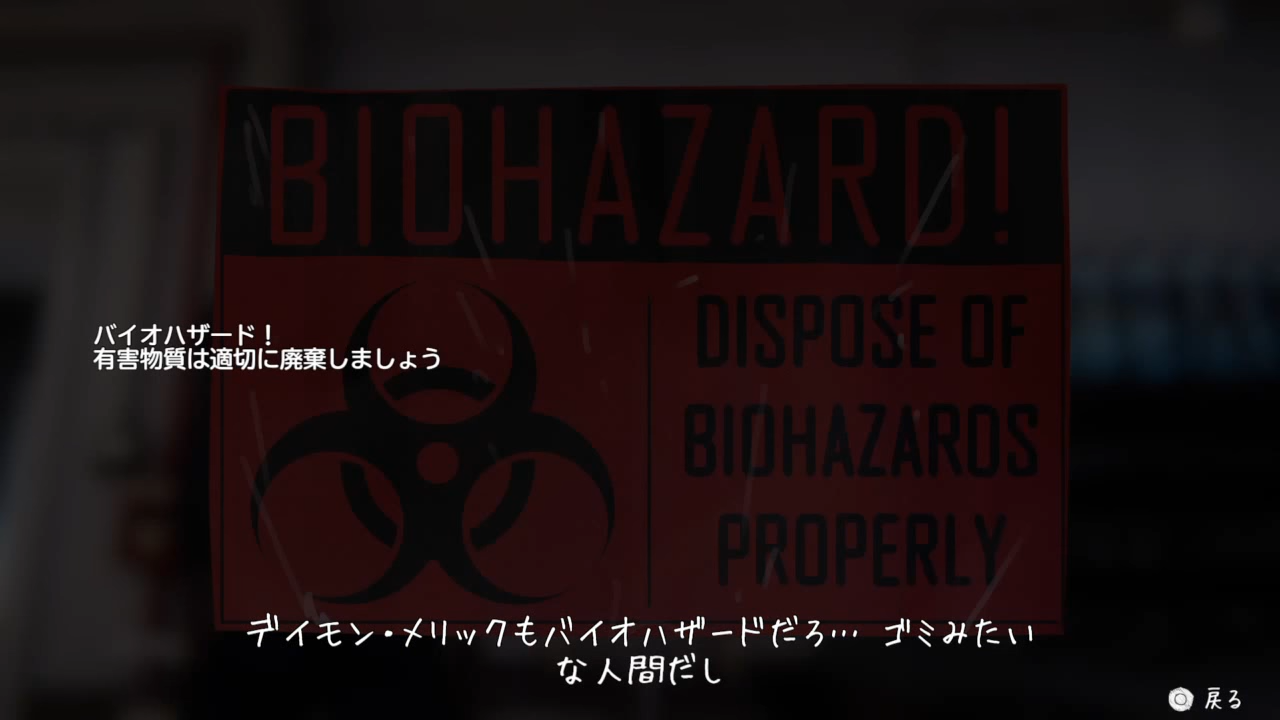 BIOHAZARD!
DISPOSE OF
BIOHAZARDS
PROPERLY
バイオハザード！
有害物質は適切に廃棄しましょう
デイモン・メリックもバイオハザードだろ… ゴミみたい
な人間だし
戻る